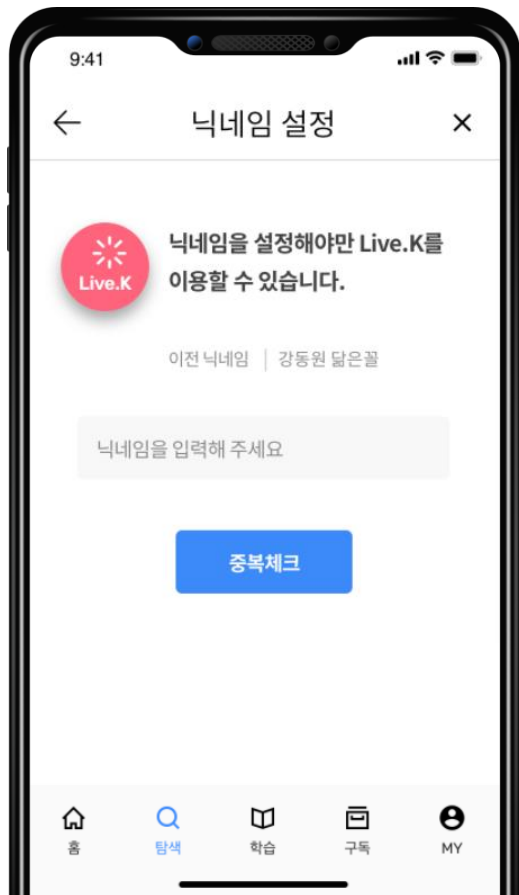 9:41
닉네임 설정
Live.K
닉네임을 설정해야만 Live.K를
이용할 수 있습니다.
이전 닉네임 | 강동원 닮은꼴
닉네임을 입력해 주세요
중복체크
홈 탐색 학습 구독 MY